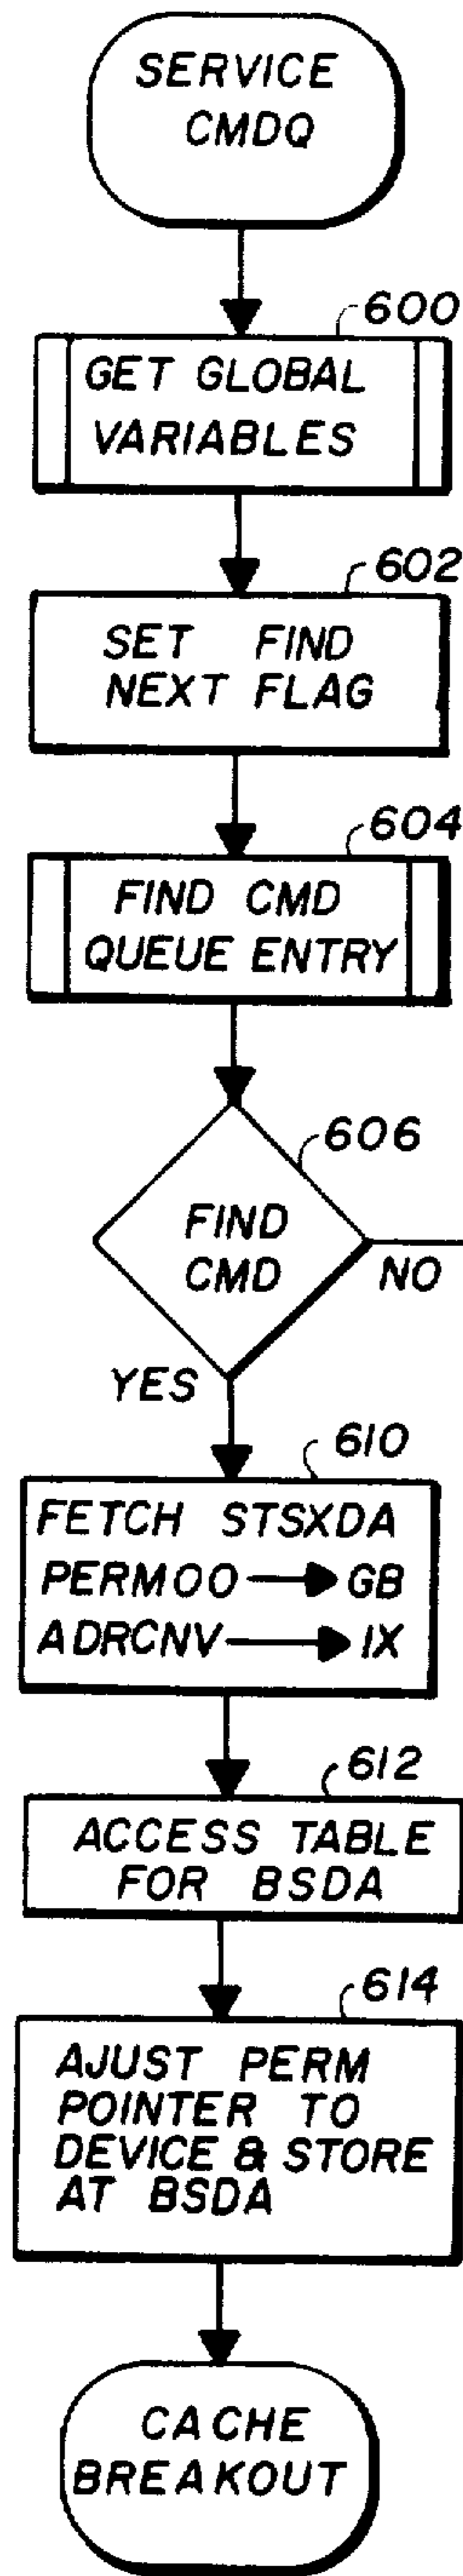 SERVICE
CMDQ
600
GET GLOBAL
VARIABLES
602
SET FIND
NEXT FLAG
604
FIND CMD
QUEUE ENTRY
606
FIND
CMD
NO
YES
610
FETCH STSXDA
PERM00 → GB
ADRCNV → IX
612
ACCESS TABLE
FOR BSDA
614
AJUST PERM
POINTER TO
DEVICE & STORE
AT BSDA
CACHE
BREAKOUT